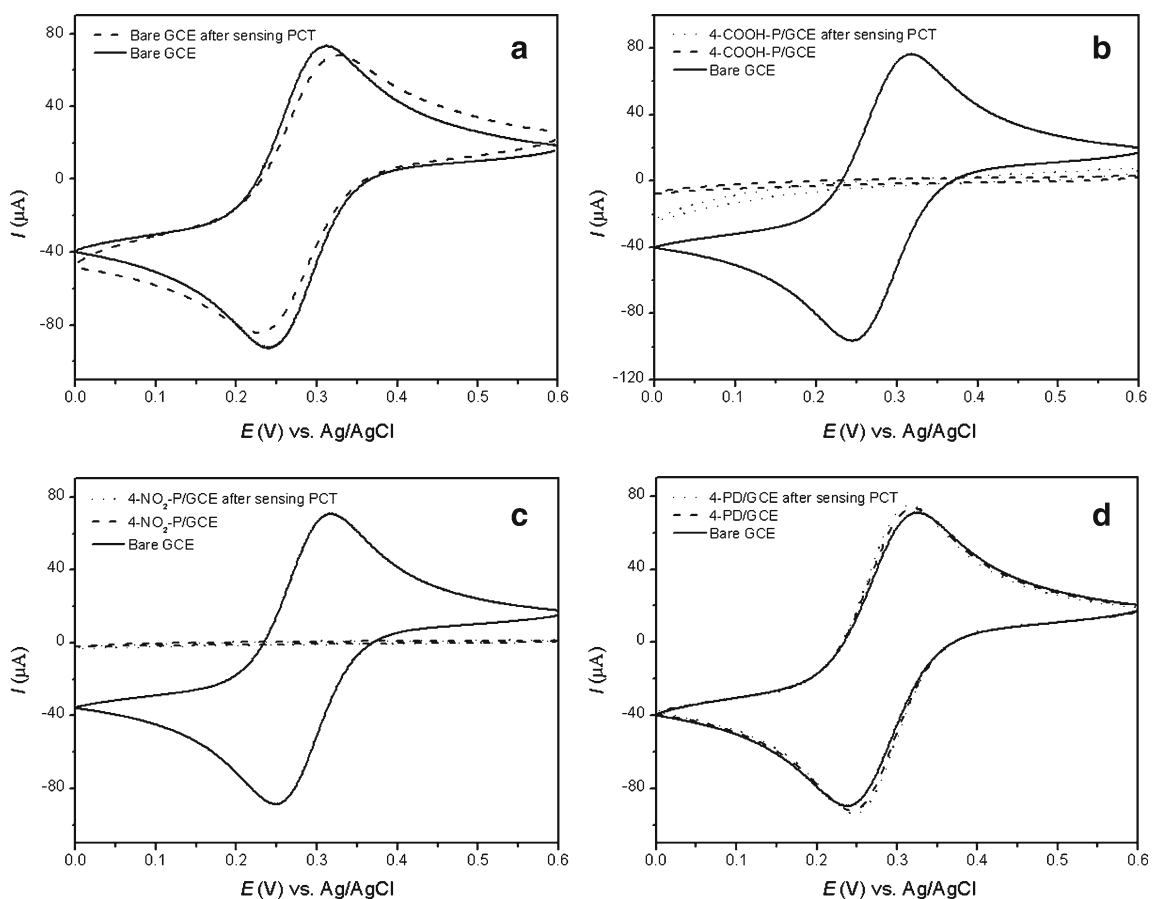 Bare GCE after sensing PCT
Bare GCE
a
80
40
0
-40
-80
I (μA)
0.0 0.1 0.2 0.3 0.4 0.5 0.6
E (V) vs. Ag/AgCl
4-COOH-P/GCE after sensing PCT
4-COOH-P/GCE
Bare GCE
b
80
40
0
-40
-80
-120
I (μA)
0.0 0.1 0.2 0.3 0.4 0.5 0.6
E (V) vs. Ag/AgCl
4-NO₂-P/GCE after sensing PCT
4-NO₂-P/GCE
Bare GCE
c
80
40
0
-40
-80
I (μA)
0.0 0.1 0.2 0.3 0.4 0.5 0.6
E (V) vs. Ag/AgCl
4-PD/GCE after sensing PCT
4-PD/GCE
Bare GCE
d
80
40
0
-40
-80
I (μA)
0.0 0.1 0.2 0.3 0.4 0.5 0.6
E (V) vs. Ag/AgCl